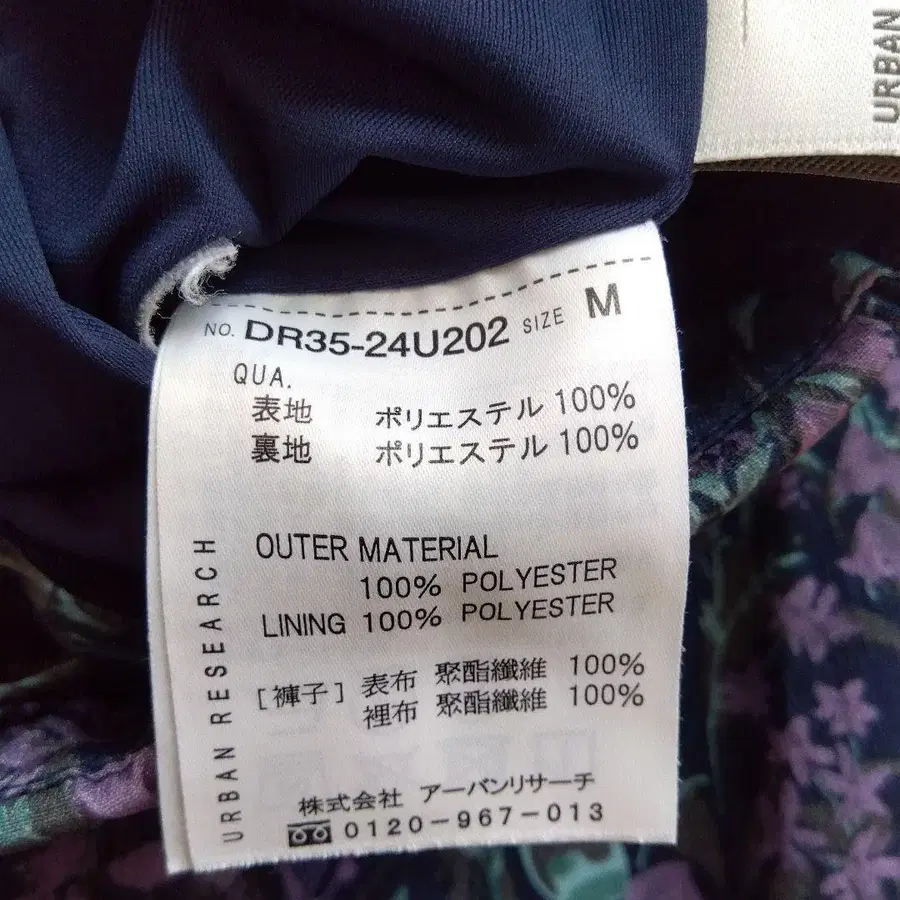 URBAN
NO. DR35-24U202 SIZE M
QUA.
表地 ポリエステル 100%
裏地 ポリエステル 100%
OUTER MATERIAL
100% POLYESTER
LINING 100% POLYESTER
[褲子] 表布 聚酯纖維 100%
裡布 聚酯纖維 100%
URBAN RESEARCH
株式会社 アーバンリサーチ
0120-967-013